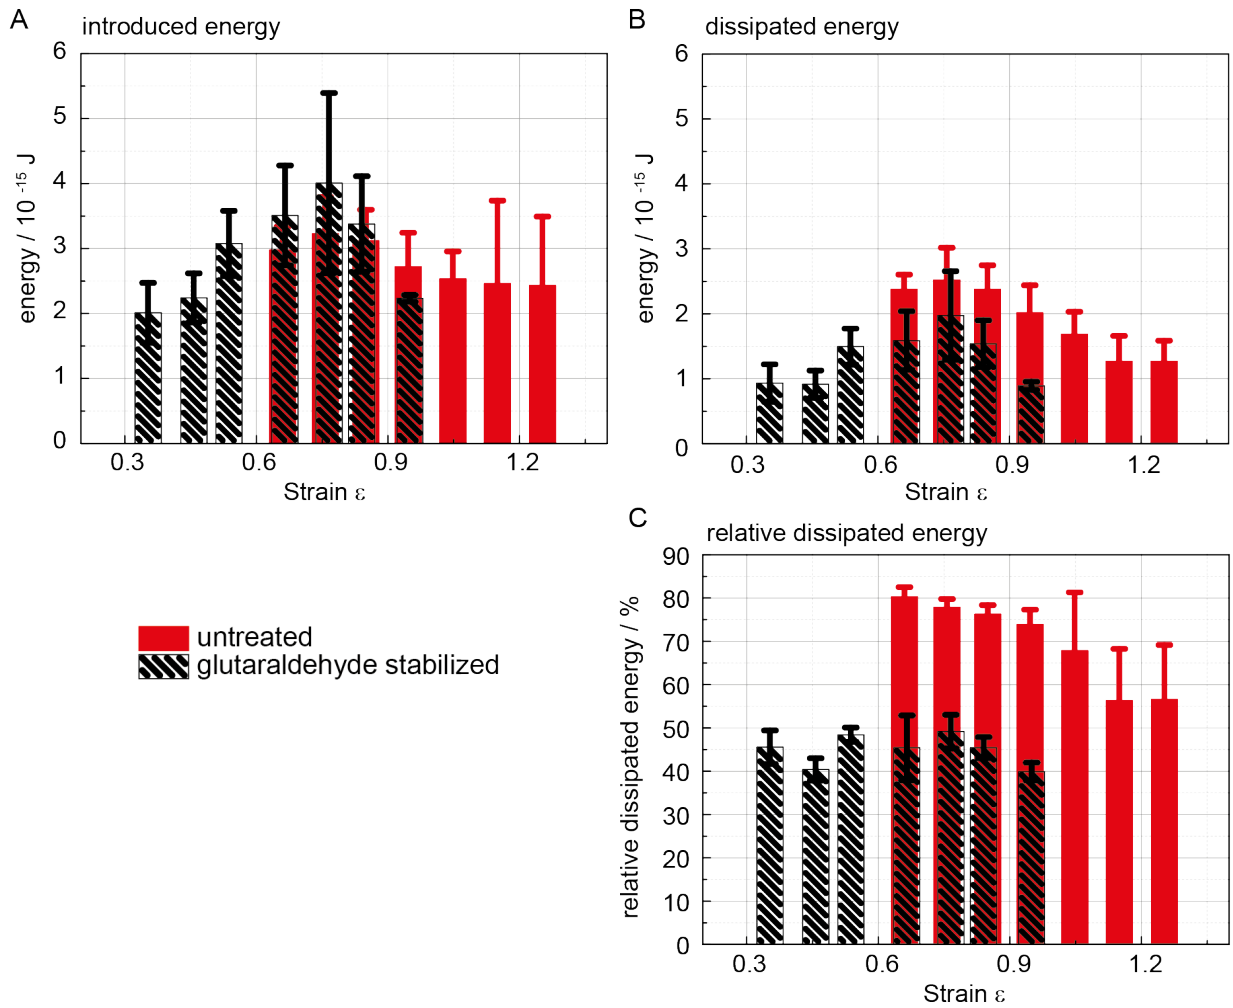 A
introduced energy
6
5
4
3
2
1
0
energy / 10 -15 J
0.3 0.6 0.9 1.2
Strain ε
B
dissipated energy
6
5
4
3
2
1
0
energy / 10 -15 J
0.3 0.6 0.9 1.2
Strain ε
untreated
glutaraldehyde stabilized
C
relative dissipated energy
90
80
70
60
50
40
30
20
10
0
relative dissipated energy / %
0.3 0.6 0.9 1.2
Strain ε